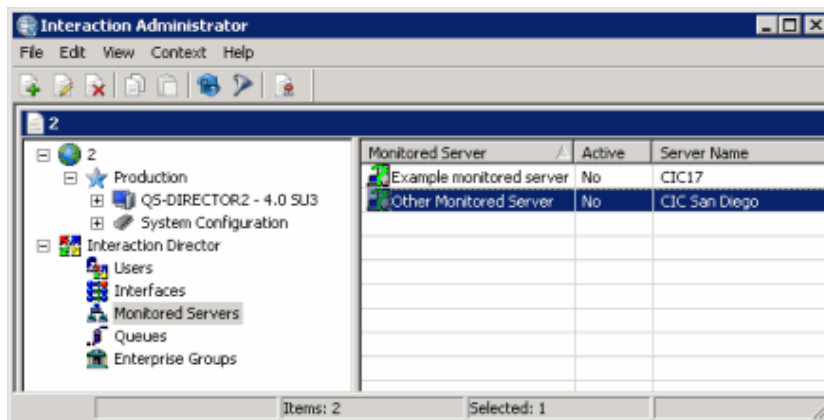 Interaction Administrator
File Edit View Context Help
2
2
Production
QS-DIRECTOR2 - 4.0 SU3
System Configuration
Interaction Director
Users
Interfaces
Monitored Servers
Queues
Enterprise Groups
Monitored Server Active Server Name
Example monitored server No CIC17
Other Monitored Server No CIC San Diego
Items: 2 Selected: 1